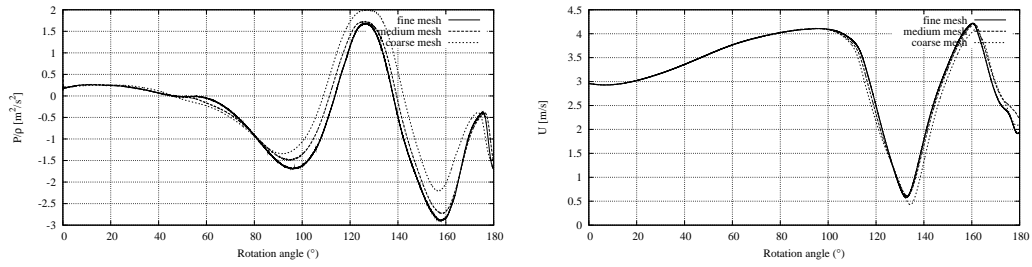 fine mesh
medium mesh
coarse mesh
2
1.5
1
0.5
0
-0.5
-1
-1.5
-2
-2.5
-3
P/ρ [m²/s²]
0 20 40 60 80 100 120 140 160 180
Rotation angle (°)
fine mesh
medium mesh
coarse mesh
4.5
4
3.5
3
2.5
2
1.5
1
0.5
0
U [m/s]
0 20 40 60 80 100 120 140 160 180
Rotation angle (°)